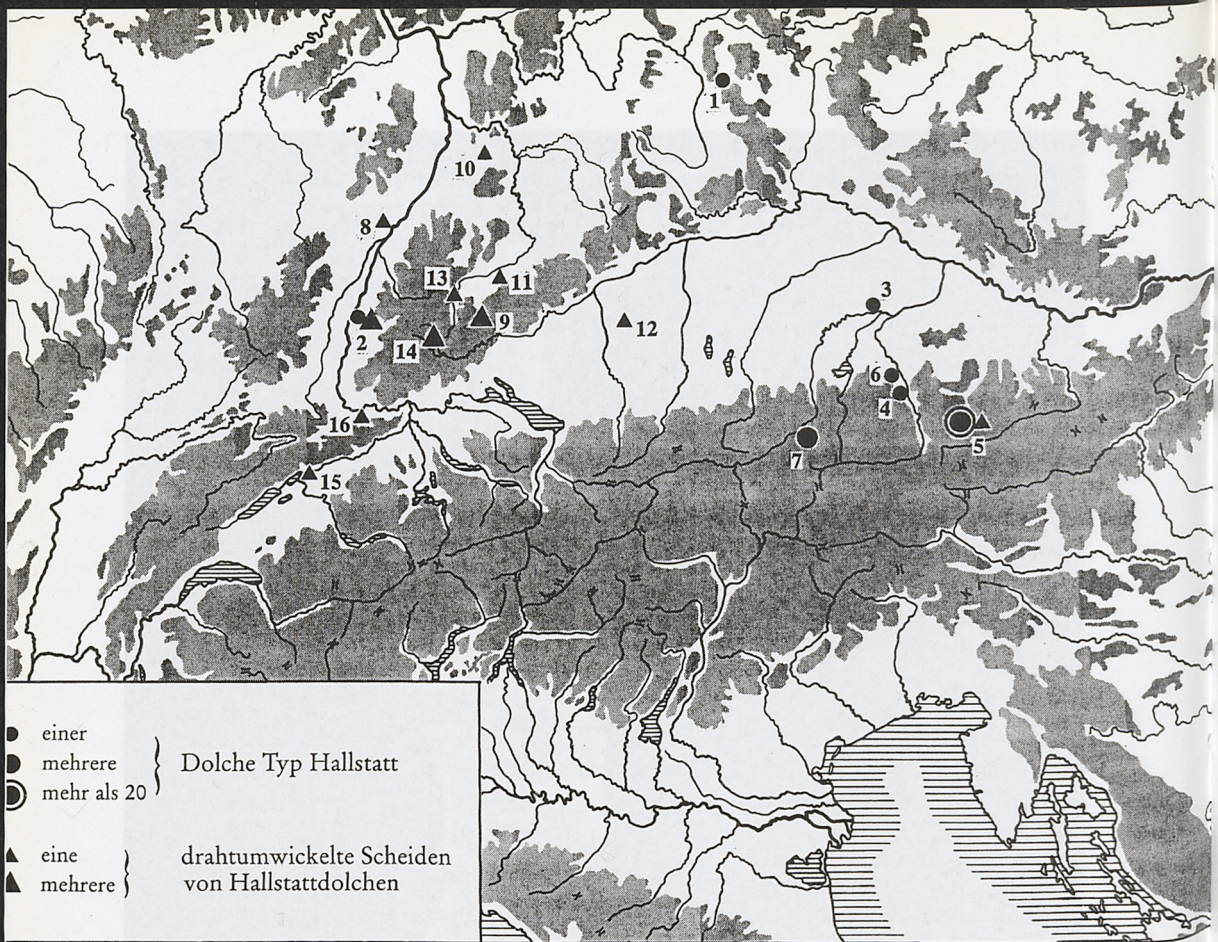 1
10
8
13
11
3
2
9
12
14
6
4
16
5
7
15
einer
mehrere
Dolche Typ Hallstatt
mehr als 20
eine
drahtumwickelte Scheiden
mehrere
von Hallstattdolchen